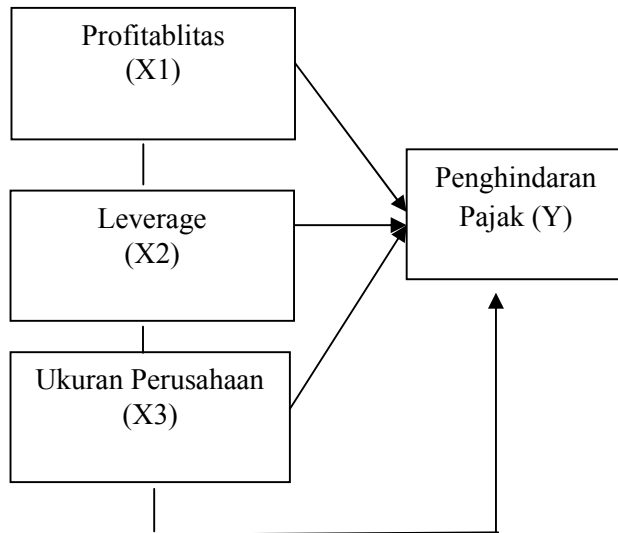 Profitablitas
(X1)
Leverage
(X2)
Ukuran Perusahaan
(X3)
Penghindaran
Pajak (Y)